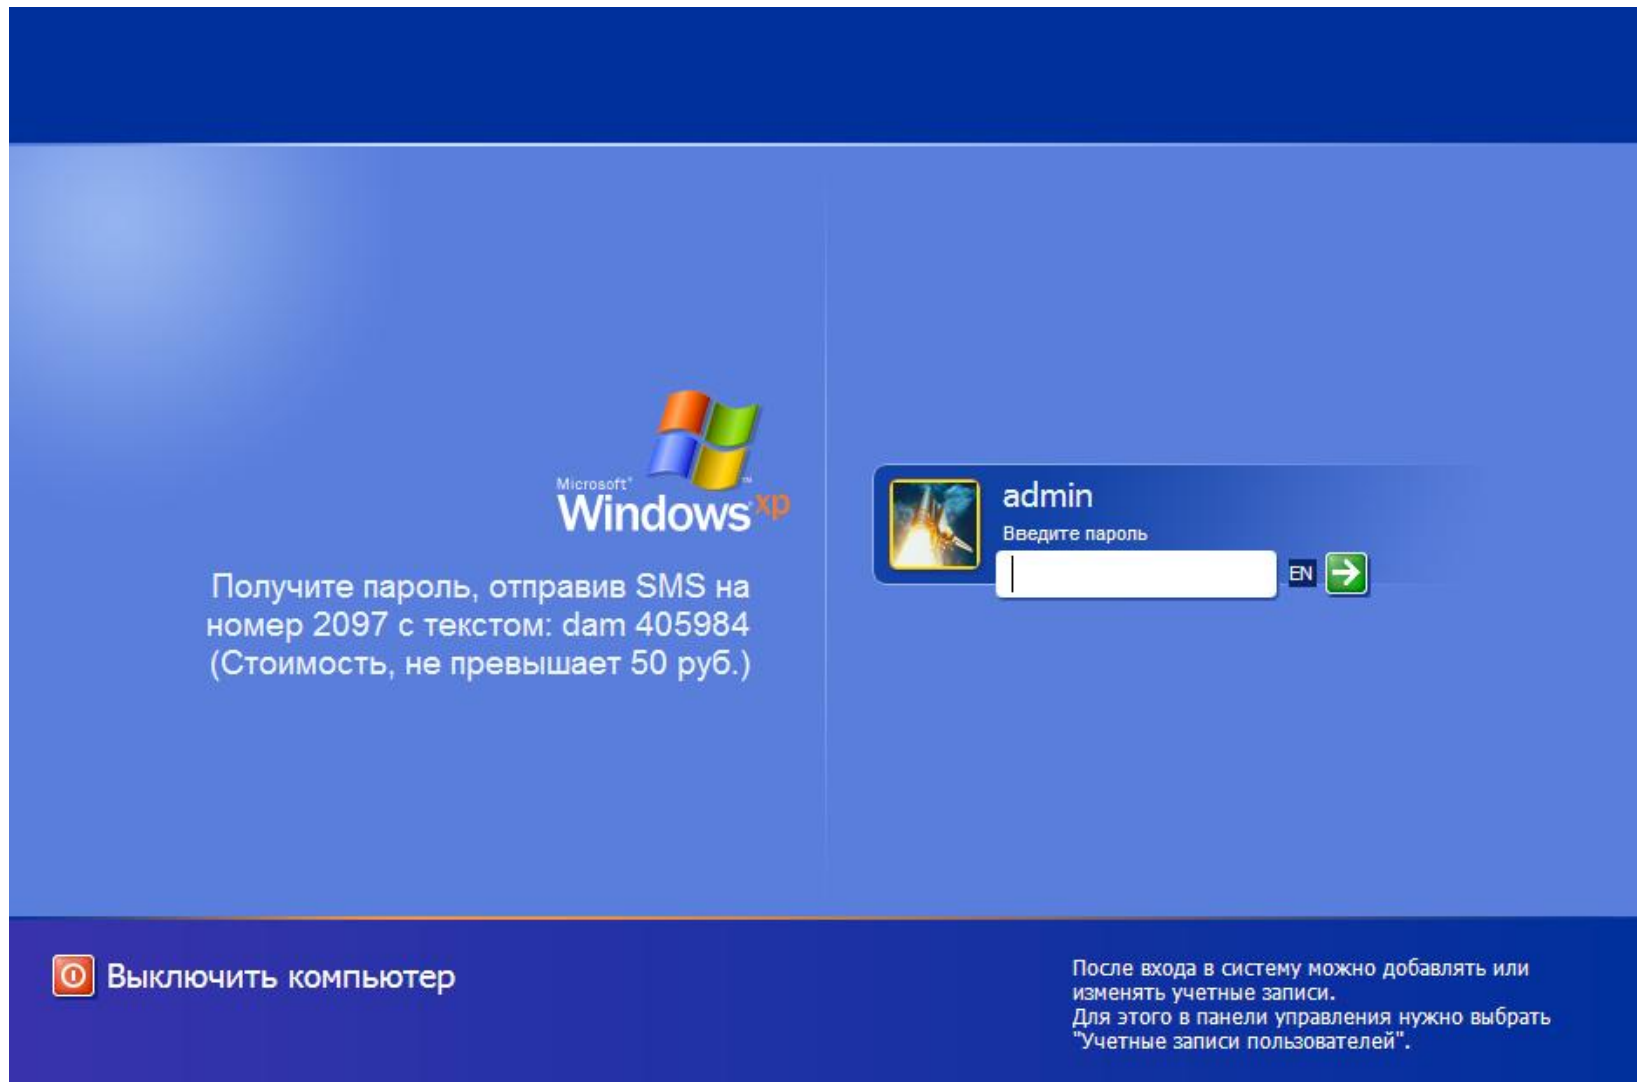 Microsoft®
Windows xp™
Получите пароль, отправив SMS на
номер 2097 с текстом: dam 405984
(Стоимость, не превышает 50 руб.)
admin
Введите пароль
EN
Выключить компьютер
После входа в систему можно добавлять или
изменять учетные записи.
Для этого в панели управления нужно выбрать
"Учетные записи пользователей".